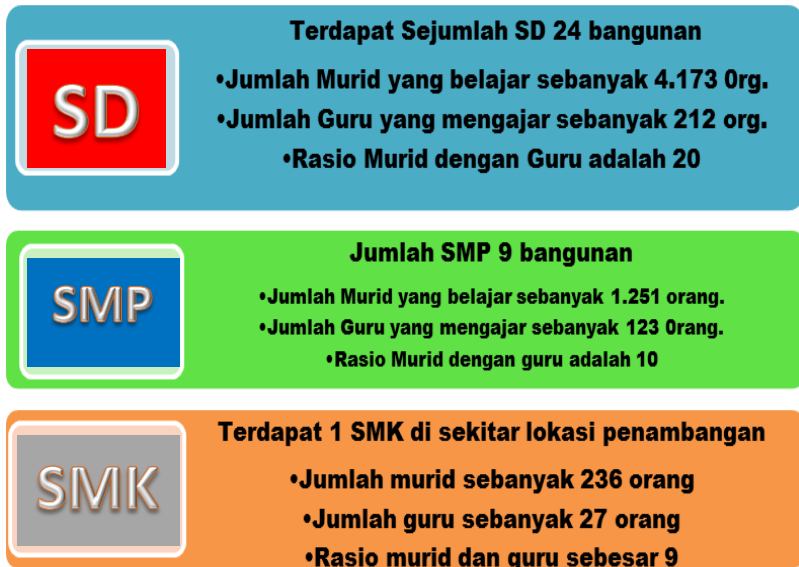 SD
Terdapat Sejumlah SD 24 bangunan
•Jumlah Murid yang belajar sebanyak 4.173 0rg.
•Jumlah Guru yang mengajar sebanyak 212 org.
•Rasio Murid dengan Guru adalah 20
SMP
Jumlah SMP 9 bangunan
•Jumlah Murid yang belajar sebanyak 1.251 orang.
•Jumlah Guru yang mengajar sebanyak 123 0rang.
•Rasio Murid dengan guru adalah 10
SMK
Terdapat 1 SMK di sekitar lokasi penambangan
•Jumlah murid sebanyak 236 orang
•Jumlah guru sebanyak 27 orang
•Rasio murid dan guru sebesar 9